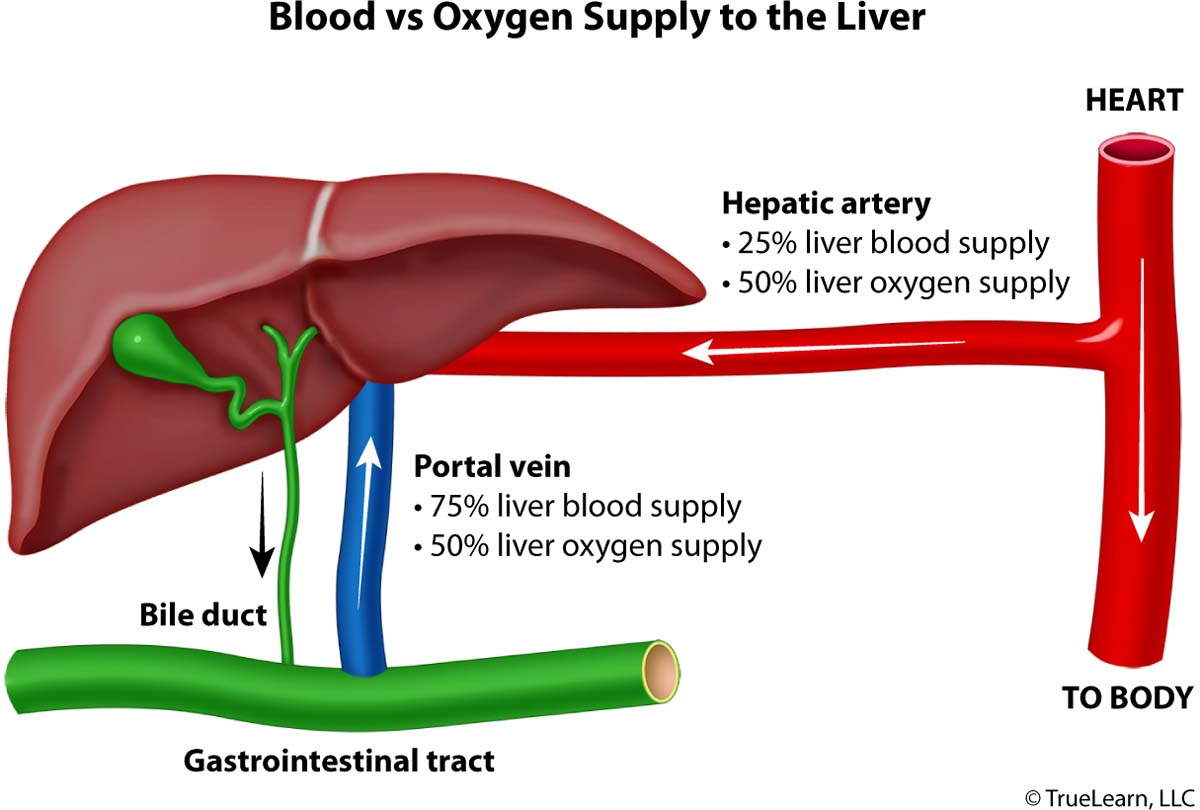 Blood vs Oxygen Supply to the Liver
HEART
Hepatic artery
• 25% liver blood supply
• 50% liver oxygen supply
Portal vein
• 75% liver blood supply
• 50% liver oxygen supply
Bile duct
TO BODY
Gastrointestinal tract
© TrueLearn, LLC